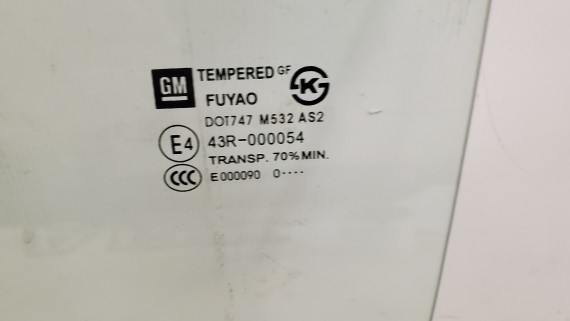 GM TEMPERED GF
FUYAO
DOT747 M532 AS2
E4 43R-000054
TRANSP. 70% MIN.
CCC E000090 0····